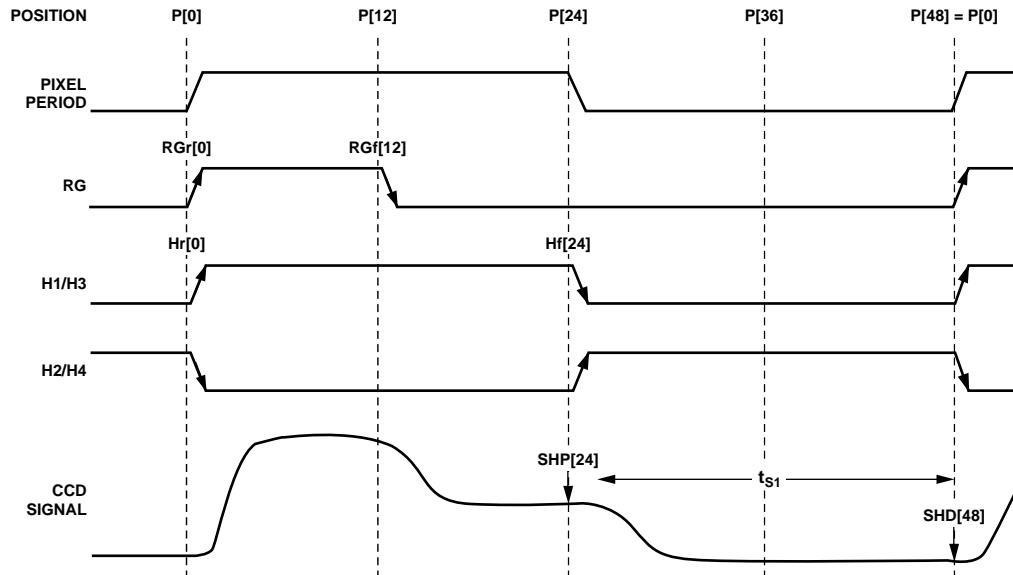 POSITION P[0] P[12] P[24] P[36] P[48] = P[0]
PIXEL
PERIOD
RGr[0] RGf[12]
RG
Hr[0] Hf[24]
H1/H3
H2/H4
SHP[24]
tS1
CCD
SIGNAL
SHD[48]